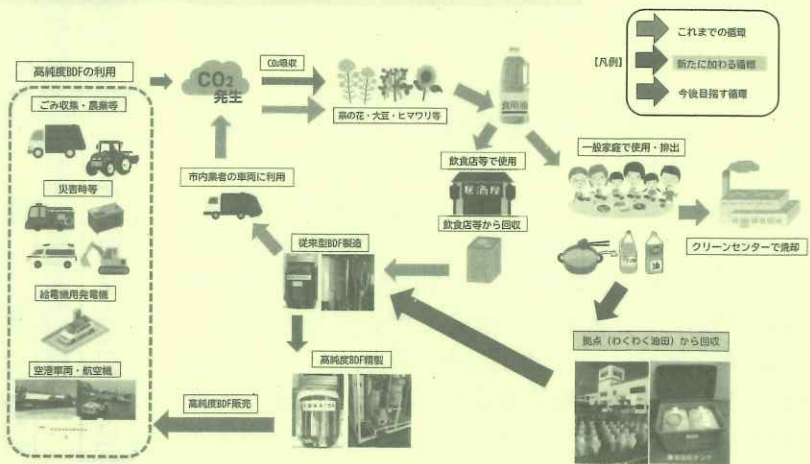 これまでの循環
【凡例】
新たに加わる循環
今後目指す循環
高純度BDFの利用
ごみ収集・農業等
災害時等
給電機用発電機
空港車両・航空機
CO₂
発生
CO₂吸収
菜の花・大豆・ヒマワリ等
食用油
飲食店等で使用
居酒屋
飲食店等から回収
一般家庭で使用・排出
油
クリーンセンターで焼却
市内業者の車両に利用
従来型BDF製造
高純度BDF精製
高純度BDF販売
拠点（わくわく油田）から回収